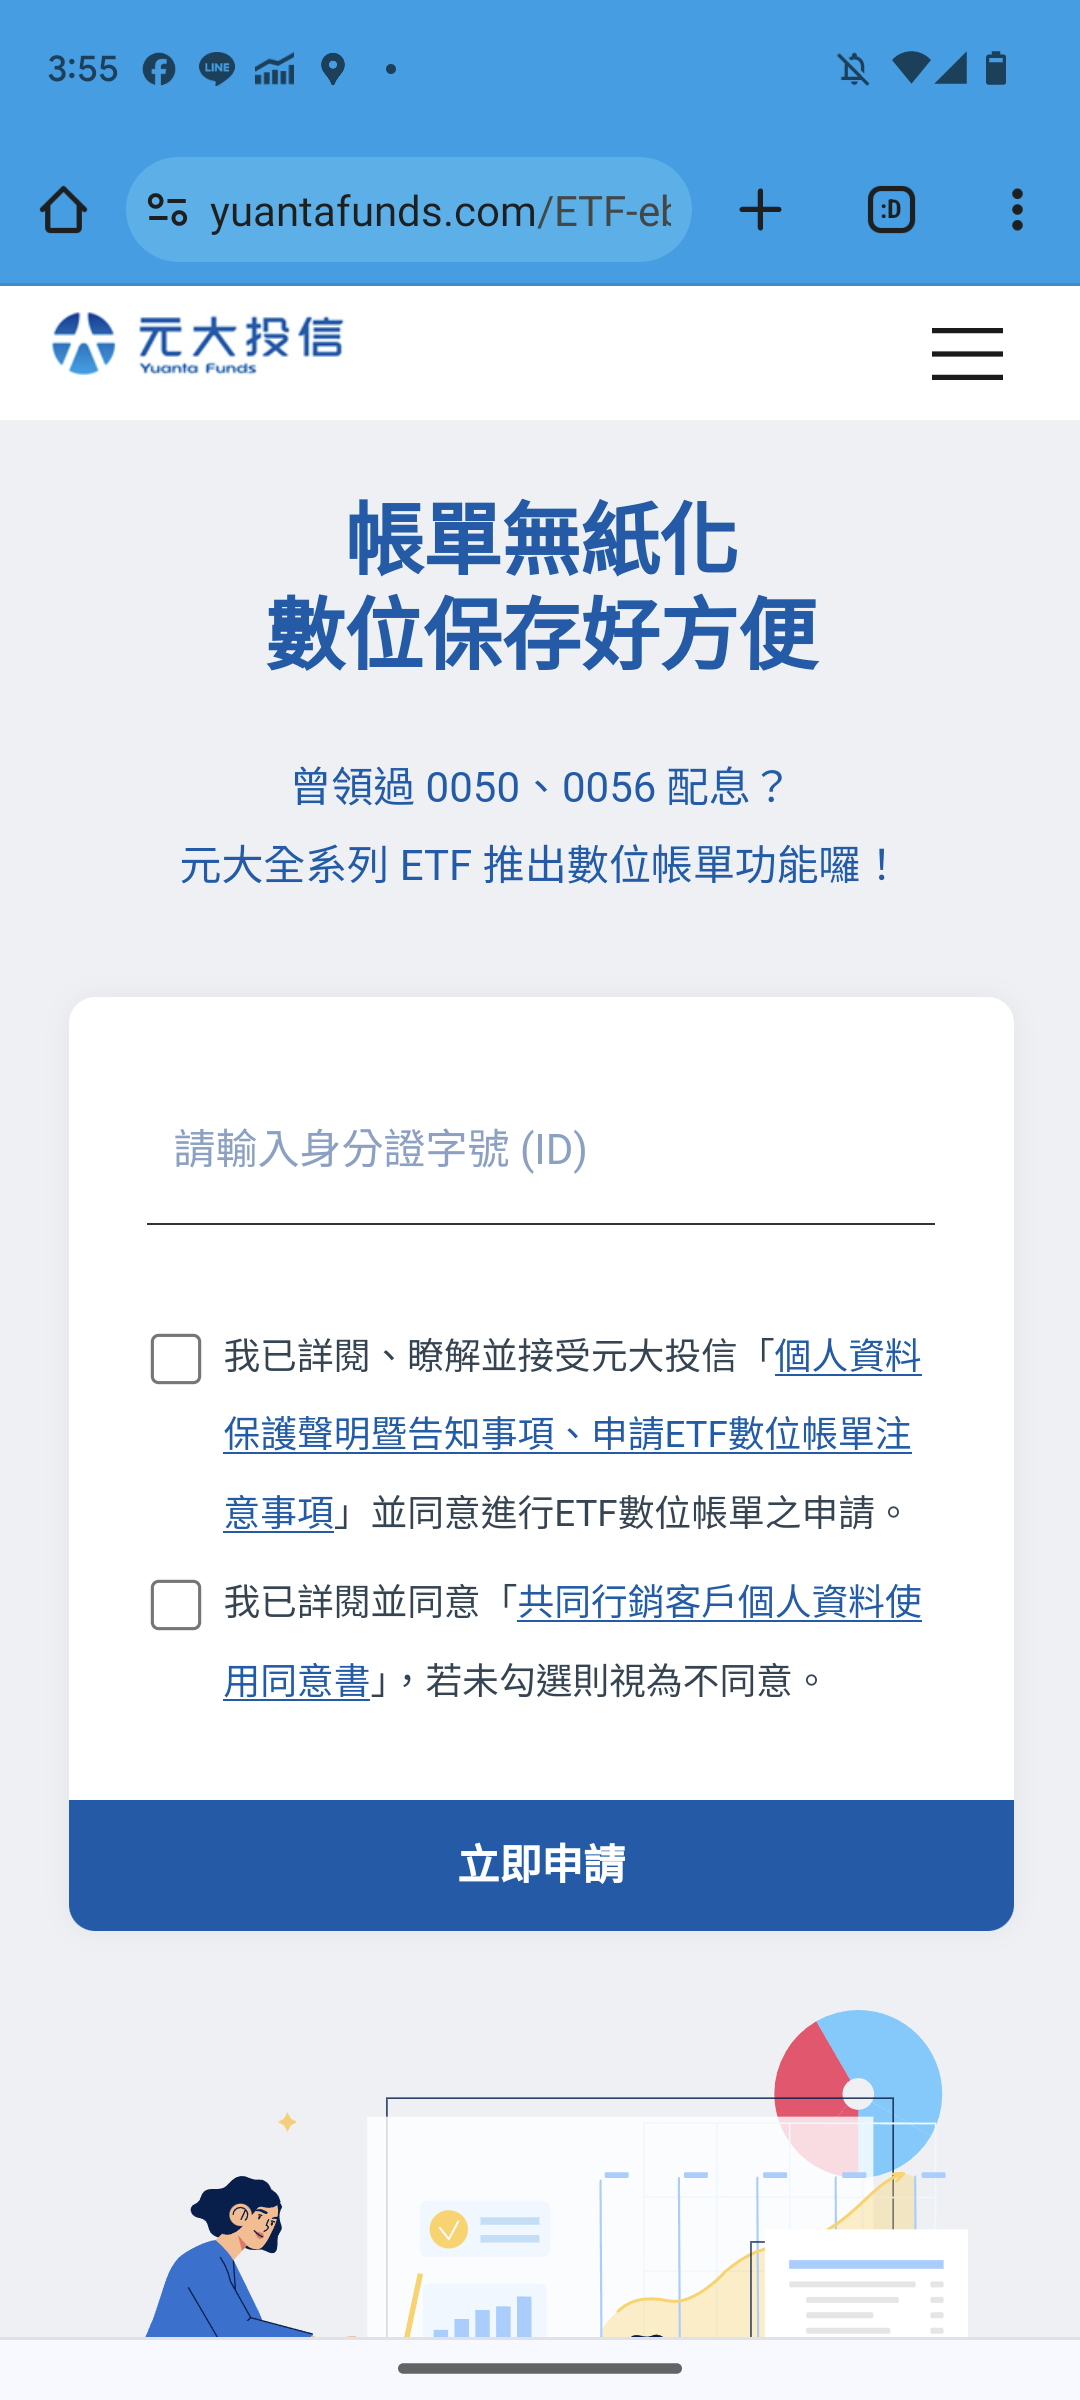 3:55
LINE
yuantafunds.com/ETF-eb
:D
元大投信
Yuanta Funds
帳單無紙化
數位保存好方便
曾領過 0050、0056 配息？
元大全系列 ETF 推出數位帳單功能囉！
請輸入身分證字號 (ID)
我已詳閱、瞭解並接受元大投信「個人資料
保護聲明暨告知事項、申請ETF數位帳單注
意事項」並同意進行ETF數位帳單之申請。
我已詳閱並同意「共同行銷客戶個人資料使
用同意書」，若未勾選則視為不同意。
立即申請